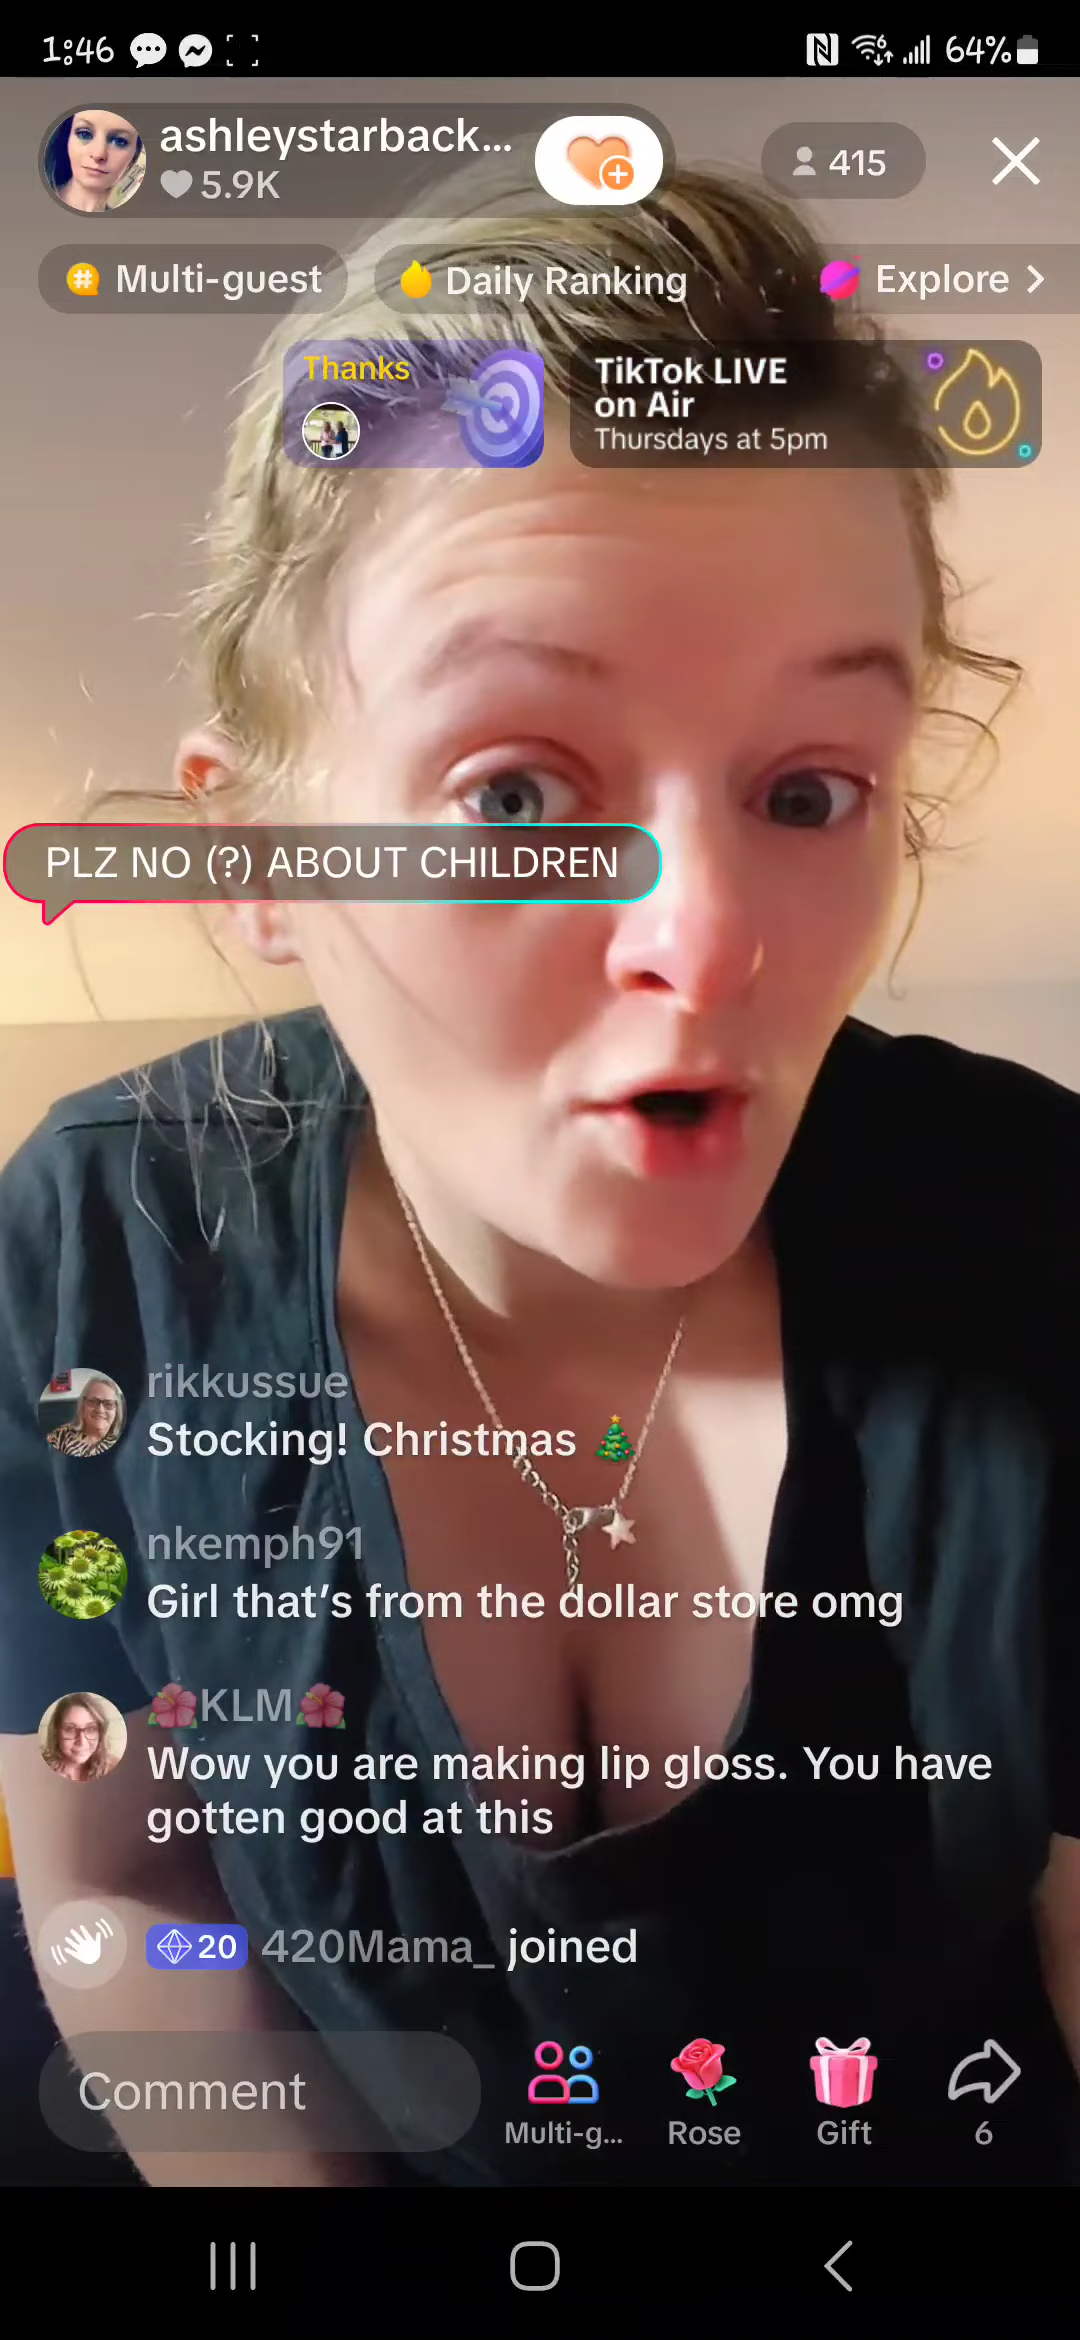 1:46
64%
ashleystarback...
5.9K
415
Multi-guest
Daily Ranking
Explore >
Thanks
TikTok LIVE
on Air
Thursdays at 5pm
PLZ NO (?) ABOUT CHILDREN
rikkussue
Stocking! Christmas 🎄
nkemph91
Girl that's from the dollar store omg
🌺KLM🌺
Wow you are making lip gloss. You have
gotten good at this
20 420Mama_ joined
Comment
Multi-g...
Rose
Gift
6